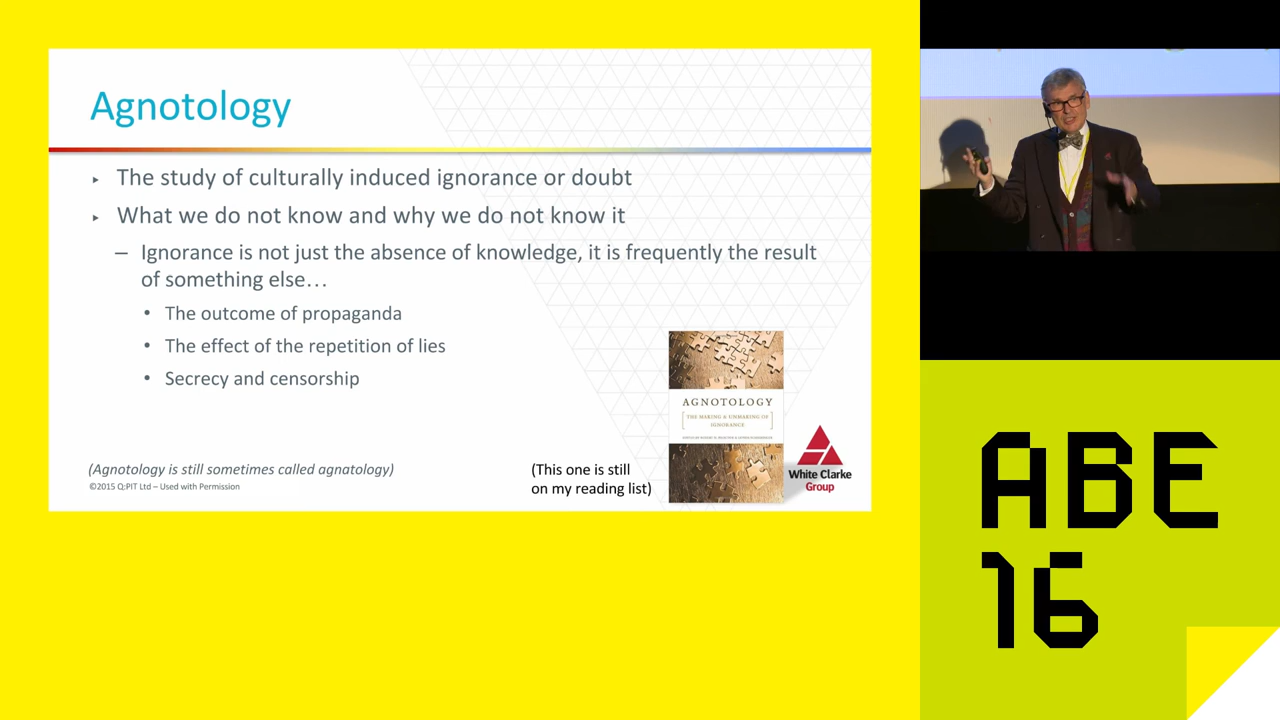 Agnotology
The study of culturally induced ignorance or doubt
What we do not know and why we do not know it
– Ignorance is not just the absence of knowledge, it is frequently the result
of something else…
• The outcome of propaganda
• The effect of the repetition of lies
• Secrecy and censorship
AGNOTOLOGY
THE MAKING & UNMAKING OF
IGNORANCE
White Clarke
Group
(Agnotology is still sometimes called agnatology)
©2015 Q:PIT Ltd – Used with Permission
(This one is still
on my reading list)
ABE
16